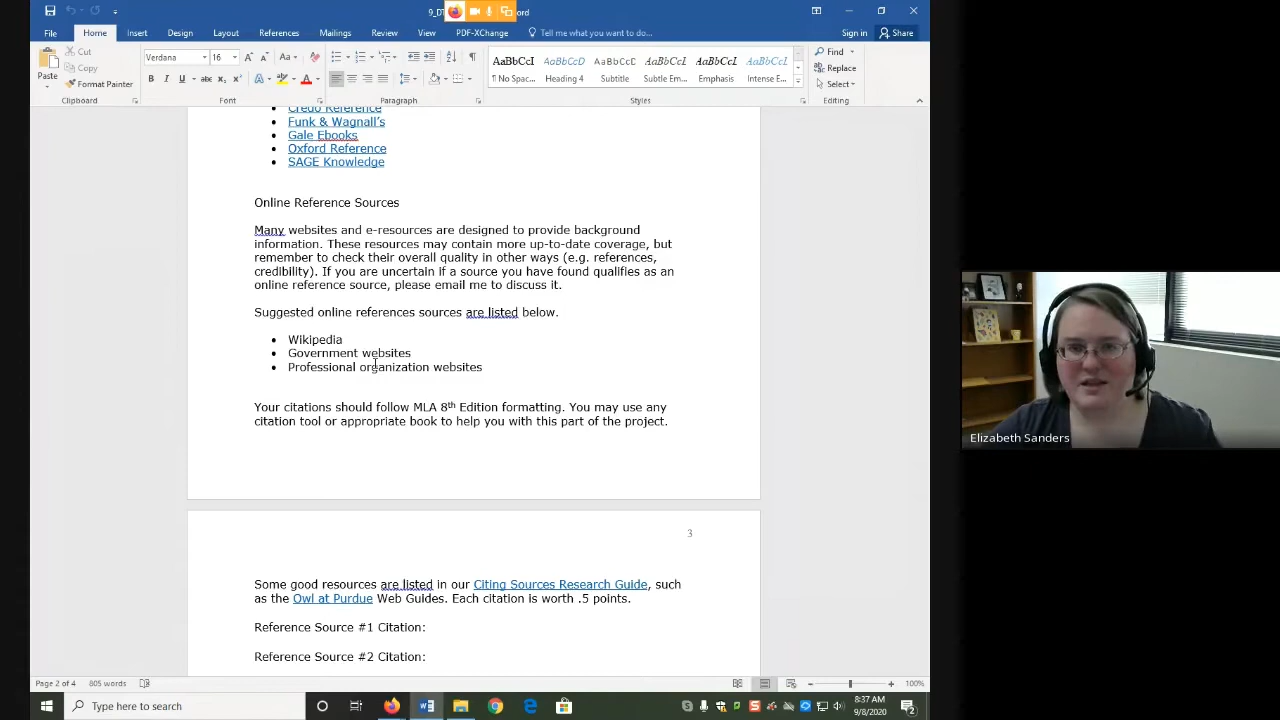 9_D
ord
File Home Insert Design Layout References Mailings Review View PDF-XChange Tell me what you want to do... Sign in Share
Paste
Cut
Copy
Format Painter
Clipboard
Verdana 16
Font
Paragraph
AaBbCcI AaBbCcD AaBbCcD AaBbCcI AaBbCcI AaBbCcI
¶ No Spac... Heading 4 Subtitle Subtle Em... Emphasis Intense E...
Styles
Find
Replace
Select
Editing
Credo Reference
Funk & Wagnall's
Gale Ebooks
Oxford Reference
SAGE Knowledge
Online Reference Sources
Many websites and e-resources are designed to provide background
information. These resources may contain more up-to-date coverage, but
remember to check their overall quality in other ways (e.g. references,
credibility). If you are uncertain if a source you have found qualifies as an
online reference source, please email me to discuss it.
Suggested online references sources are listed below.
• Wikipedia
• Government websites
• Professional organization websites
Your citations should follow MLA 8th Edition formatting. You may use any
citation tool or appropriate book to help you with this part of the project.
3
Some good resources are listed in our Citing Sources Research Guide, such
as the Owl at Purdue Web Guides. Each citation is worth .5 points.
Reference Source #1 Citation:
Reference Source #2 Citation:
Page 2 of 4 805 words
100%
Type here to search
8:37 AM
9/8/2020
Elizabeth Sanders